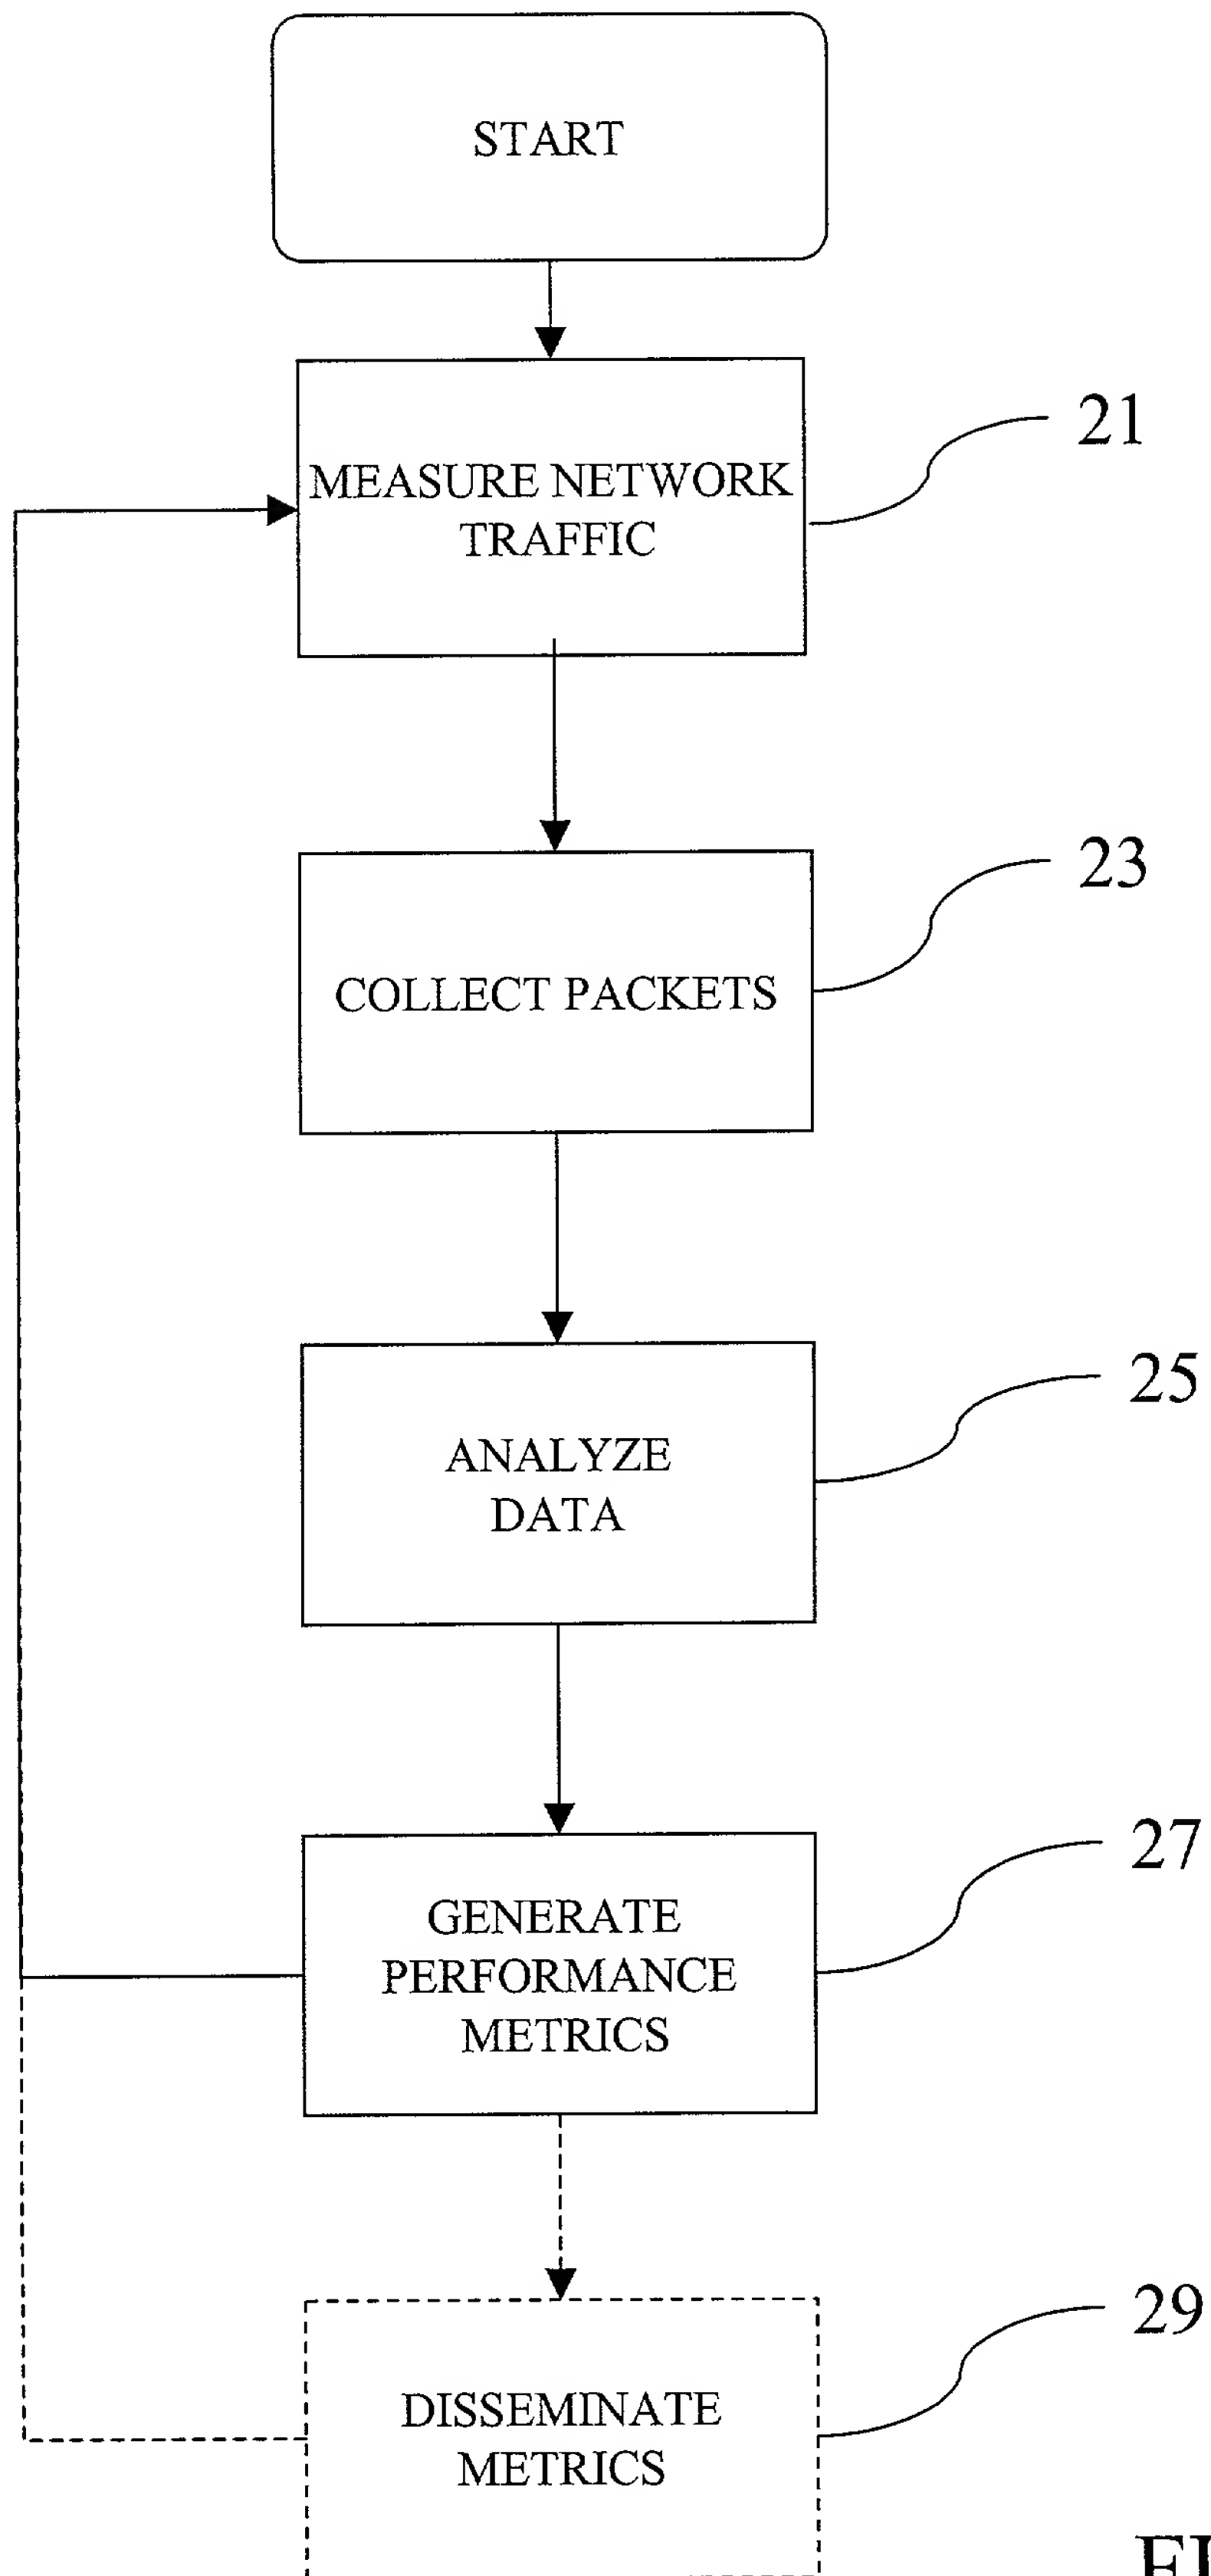 START
MEASURE NETWORK
TRAFFIC
21
COLLECT PACKETS
23
ANALYZE
DATA
25
GENERATE
PERFORMANCE
METRICS
27
DISSEMINATE
METRICS
29